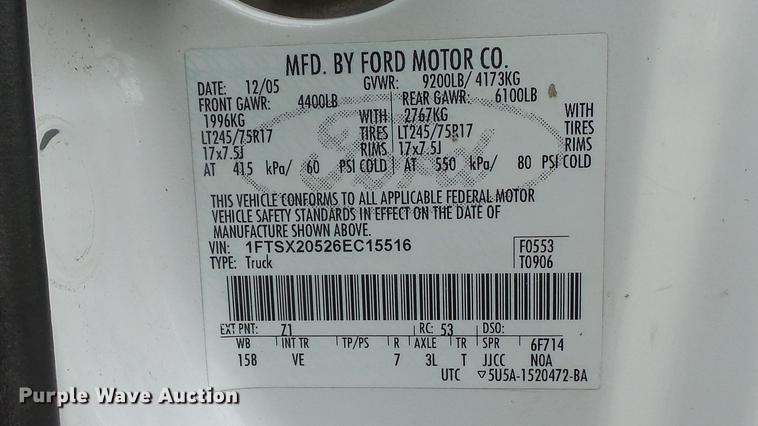 MFD. BY FORD MOTOR CO.
DATE: 12/05 GVWR: 9200LB/ 4173KG
FRONT GAWR: 4400LB REAR GAWR: 6100LB
1996KG WITH 2767KG WITH
LT245/75R17 TIRES LT245/75R17 TIRES
17x7.5J RIMS 17x7.5J RIMS
AT 415 kPa/ 60 PSI COLD AT 550 kPa/ 80 PSI COLD
Ford
THIS VEHICLE CONFORMS TO ALL APPLICABLE FEDERAL MOTOR
VEHICLE SAFETY STANDARDS IN EFFECT ON THE DATE OF
MANUFACTURE SHOWN ABOVE.
VIN: 1FTSX20526EC15516 F0553
TYPE: Truck T0906
EXT PNT: Z1 RC: 53 DSO:
WB INT TR TP/PS R AXLE TR SPR 6F714
158 VE 7 3L T JJCC NOA
UTC ▽5U5A-1520472-BA
Purple Wave Auction